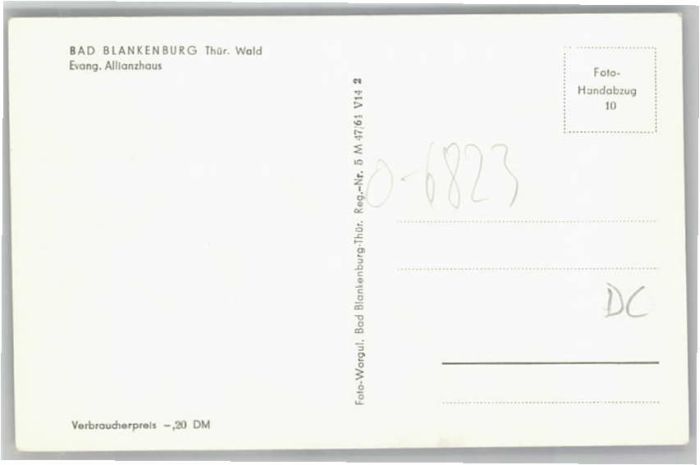 BAD BLANKENBURG Thür. Wald
Evang. Allianzhaus
Foto-
Handabzug
10
Foto-Wargul. Bad Blankenburg-Thür. Reg.-Nr. 5 M 47/61 V14 2
0-6823
DC
Verbraucherpreis -,20 DM